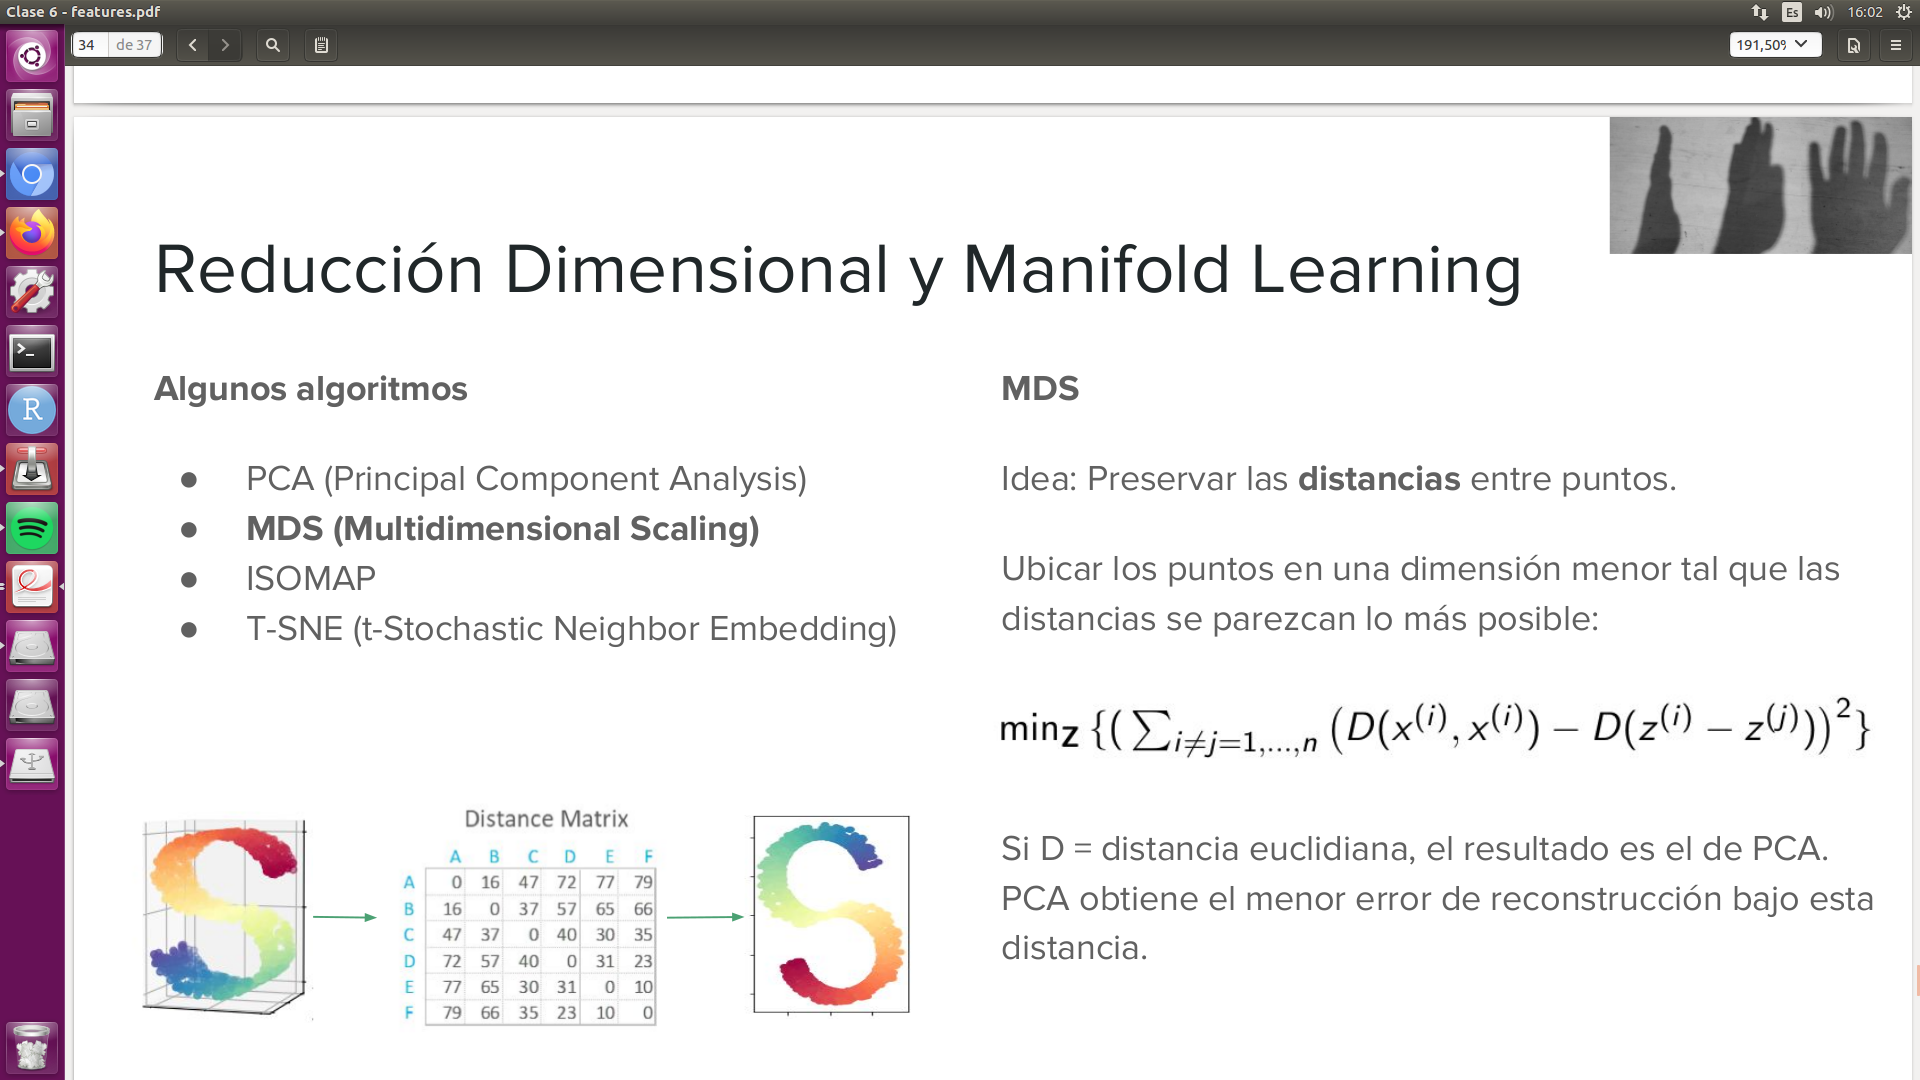 Clase 6 - features.pdf
Es
16:02
34 de 37
191,50%
Reducción Dimensional y Manifold Learning
Algunos algoritmos
● PCA (Principal Component Analysis)
● MDS (Multidimensional Scaling)
● ISOMAP
● T-SNE (t-Stochastic Neighbor Embedding)
MDS
Idea: Preservar las distancias entre puntos.
Ubicar los puntos en una dimensión menor tal que las
distancias se parezcan lo más posible:
min_Z {(∑_{i≠j=1,...,n} (D(x^(i), x^(i)) − D(z^(i) − z^(j)))^2}
Si D = distancia euclidiana, el resultado es el de PCA.
PCA obtiene el menor error de reconstrucción bajo esta
distancia.
Distance Matrix
A B C D E F
A 0 16 47 72 77 79
B 16 0 37 57 65 66
C 47 37 0 40 30 35
D 72 57 40 0 31 23
E 77 65 30 31 0 10
F 79 66 35 23 10 0